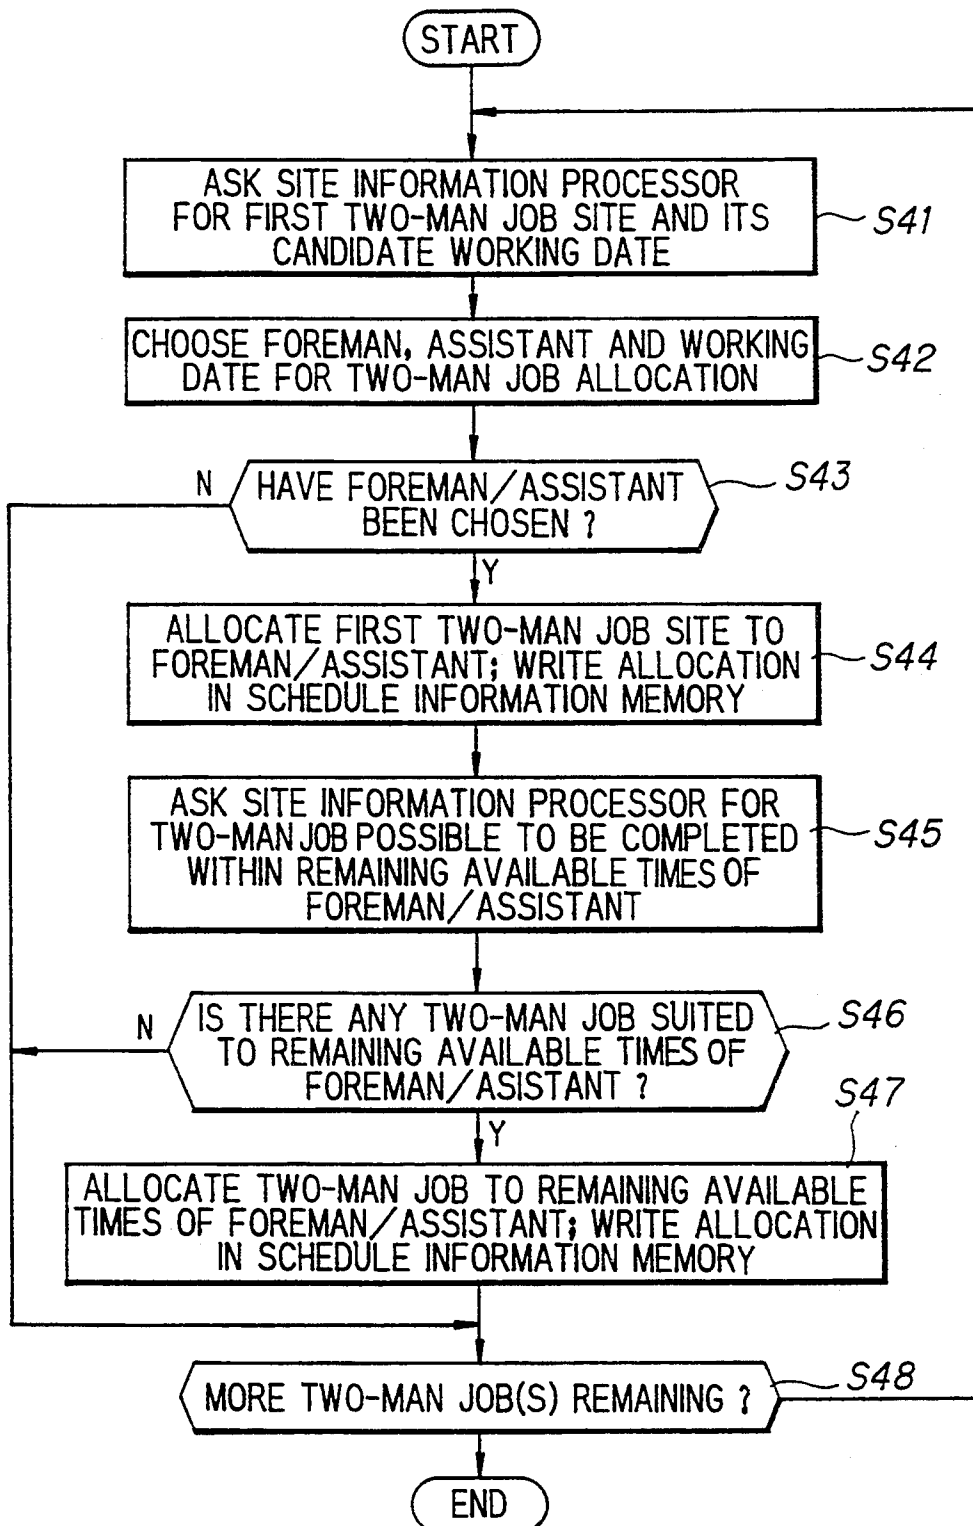 START
ASK SITE INFORMATION PROCESSOR
FOR FIRST TWO-MAN JOB SITE AND ITS
CANDIDATE WORKING DATE
S41
CHOOSE FOREMAN, ASSISTANT AND WORKING
DATE FOR TWO-MAN JOB ALLOCATION
S42
N
HAVE FOREMAN/ASSISTANT
BEEN CHOSEN ?
S43
Y
ALLOCATE FIRST TWO-MAN JOB SITE TO
FOREMAN/ASSISTANT; WRITE ALLOCATION
IN SCHEDULE INFORMATION MEMORY
S44
ASK SITE INFORMATION PROCESSOR FOR
TWO-MAN JOB POSSIBLE TO BE COMPLETED
WITHIN REMAINING AVAILABLE TIMES OF
FOREMAN/ASSISTANT
S45
N
IS THERE ANY TWO-MAN JOB SUITED
TO REMAINING AVAILABLE TIMES OF
FOREMAN/ASISTANT ?
S46
Y
S47
ALLOCATE TWO-MAN JOB TO REMAINING AVAILABLE
TIMES OF FOREMAN/ASSISTANT; WRITE ALLOCATION
IN SCHEDULE INFORMATION MEMORY
MORE TWO-MAN JOB(S) REMAINING ?
S48
END